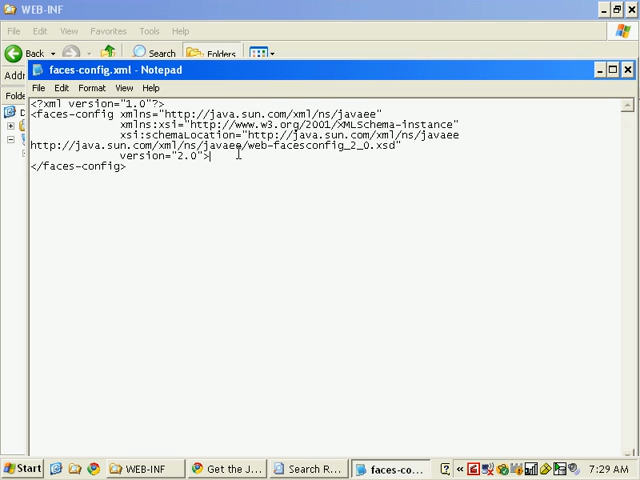 WEB-INF
File Edit View Favorites Tools Help
Back Search Folders
Addr
faces-config.xml - Notepad
File Edit Format View Help
Folde
<?xml version="1.0"?>
<faces-config xmlns="http://java.sun.com/xml/ns/javaee"
xmlns:xsi="http://www.w3.org/2001/XMLSchema-instance"
xsi:schemaLocation="http://java.sun.com/xml/ns/javaee
http://java.sun.com/xml/ns/javaee/web-facesconfig_2_0.xsd"
version="2.0">
</faces-config>
Start WEB-INF Get the J... Search R... faces-co... 7:29 AM